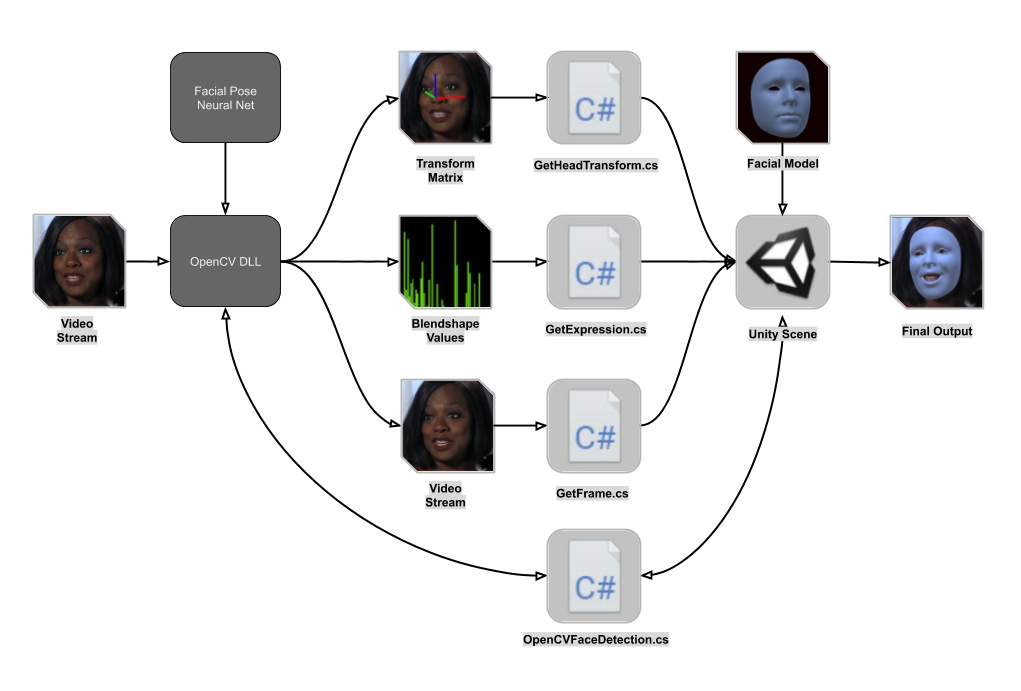 Facial Pose
Neural Net
Transform
Matrix
C#
GetHeadTransform.cs
Facial Model
Video
Stream
OpenCV DLL
Blendshape
Values
C#
GetExpression.cs
Unity Scene
Final Output
Video
Stream
C#
GetFrame.cs
C#
OpenCVFaceDetection.cs